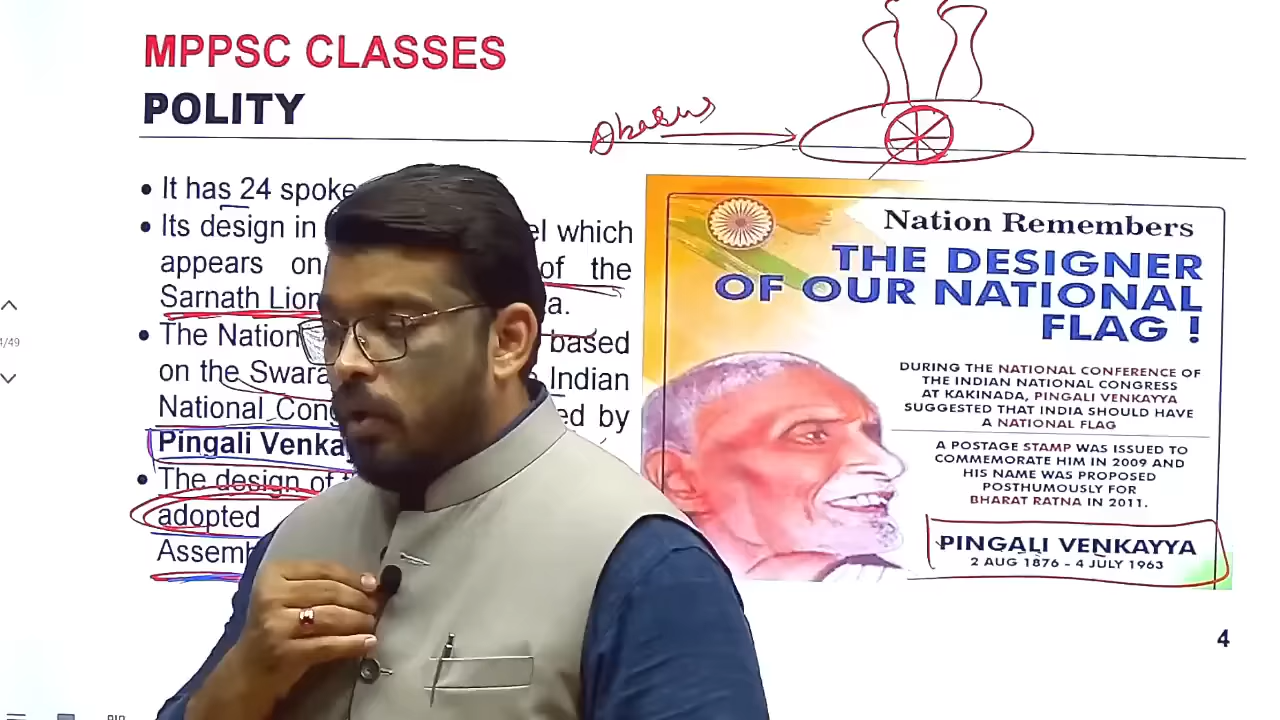 MPPSC CLASSES
POLITY
Abacus
• It has 24 spoke
• Its design in el which
appears on of the
Sarnath Lion a.
• The Nation based
on the Swara Indian
National Cong ed by
Pingali Venkay
• The design of t
adopted
Assemb
/49
Nation Remembers
THE DESIGNER
OF OUR NATIONAL
FLAG !
DURING THE NATIONAL CONFERENCE OF
THE INDIAN NATIONAL CONGRESS
AT KAKINADA, PINGALI VENKAYYA
SUGGESTED THAT INDIA SHOULD HAVE
A NATIONAL FLAG
A POSTAGE STAMP WAS ISSUED TO
COMMEMORATE HIM IN 2009 AND
HIS NAME WAS PROPOSED
POSTHUMOUSLY FOR
BHARAT RATNA IN 2011.
PINGALI VENKAYYA
2 AUG 1876 - 4 JULY 1963
4